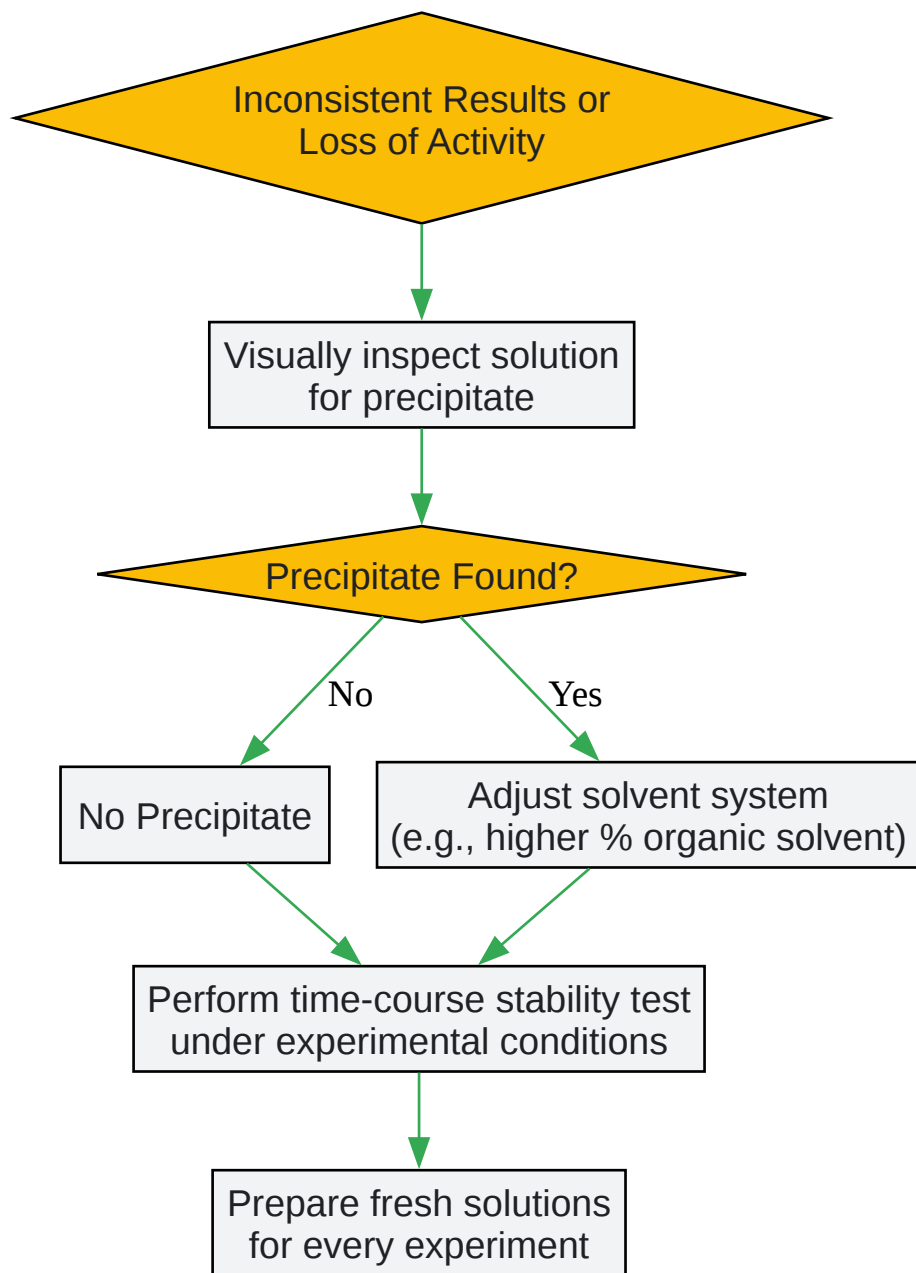 Inconsistent Results or
Loss of Activity
Visually inspect solution
for precipitate
Precipitate Found?
No
Yes
No Precipitate
Adjust solvent system
(e.g., higher % organic solvent)
Perform time-course stability test
under experimental conditions
Prepare fresh solutions
for every experiment